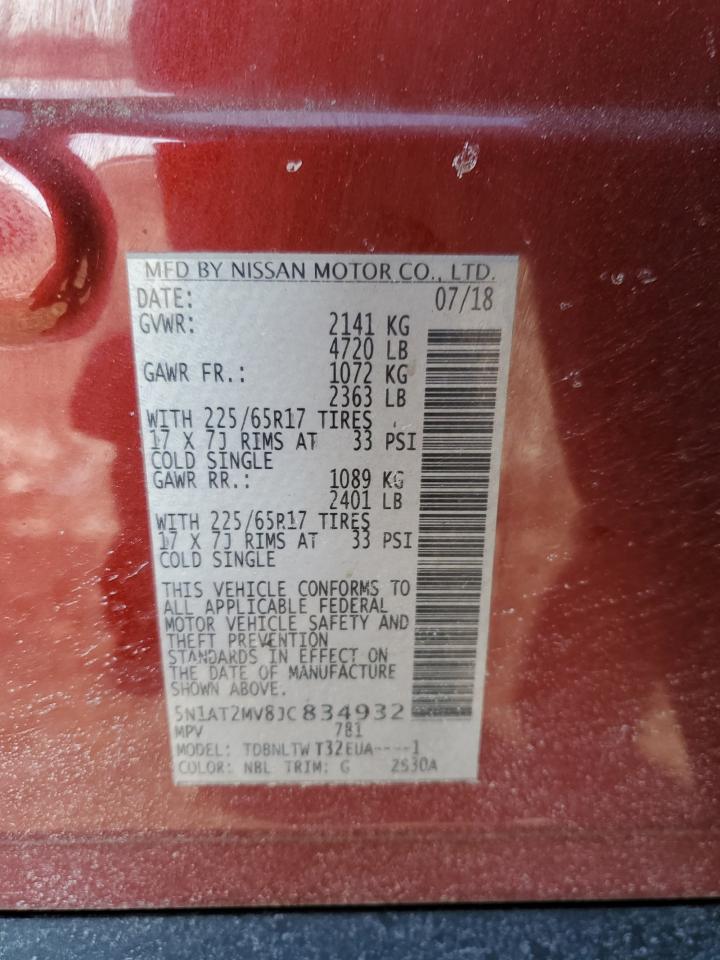 MFD BY NISSAN MOTOR CO., LTD.
DATE: 07/18
GVWR: 2141 KG
4720 LB
GAWR FR.: 1072 KG
2363 LB
WITH 225/65R17 TIRES
17 X 7J RIMS AT 33 PSI
COLD SINGLE
GAWR RR.: 1089 KG
2401 LB
WITH 225/65R17 TIRES
17 X 7J RIMS AT 33 PSI
COLD SINGLE
THIS VEHICLE CONFORMS TO
ALL APPLICABLE FEDERAL
MOTOR VEHICLE SAFETY AND
THEFT PREVENTION
STANDARDS IN EFFECT ON
THE DATE OF MANUFACTURE
SHOWN ABOVE.
5N1AT2MV8JC834932
MPV 781
MODEL: TDBNLTW T32EUA----1
COLOR: NBL TRIM: G 2S30A